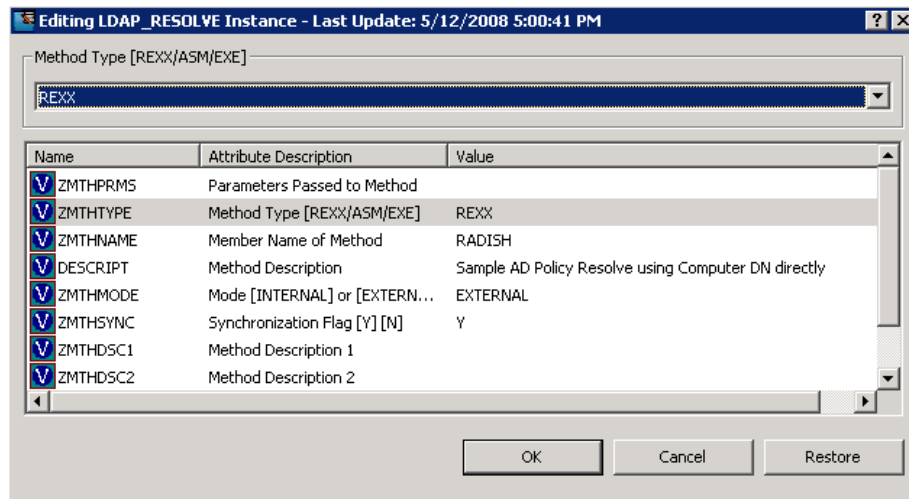 Editing LDAP_RESOLVE Instance - Last Update: 5/12/2008 5:00:41 PM
Method Type [REXX/ASM/EXE]
REXX
Name Attribute Description Value
V ZMTHPRMS Parameters Passed to Method
V ZMTHTYPE Method Type [REXX/ASM/EXE] REXX
V ZMTHNAME Member Name of Method RADISH
V DESCRIPT Method Description Sample AD Policy Resolve using Computer DN directly
V ZMTHMODE Mode [INTERNAL] or [EXTERN... EXTERNAL
V ZMTHSYNC Synchronization Flag [Y] [N] Y
V ZMTHDSC1 Method Description 1
V ZMTHDSC2 Method Description 2
OK Cancel Restore